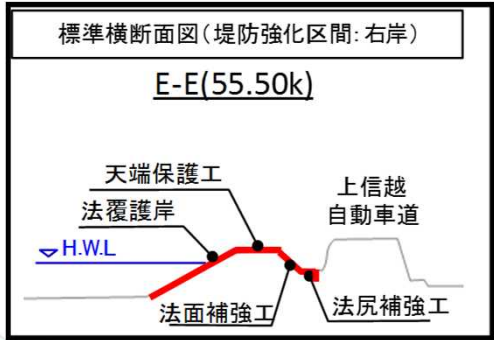 標準横断面図(堤防強化区間:右岸)
E-E(55.50k)
天端保護工
上信越
自動車道
法覆護岸
H.W.L
法面補強工
法尻補強工